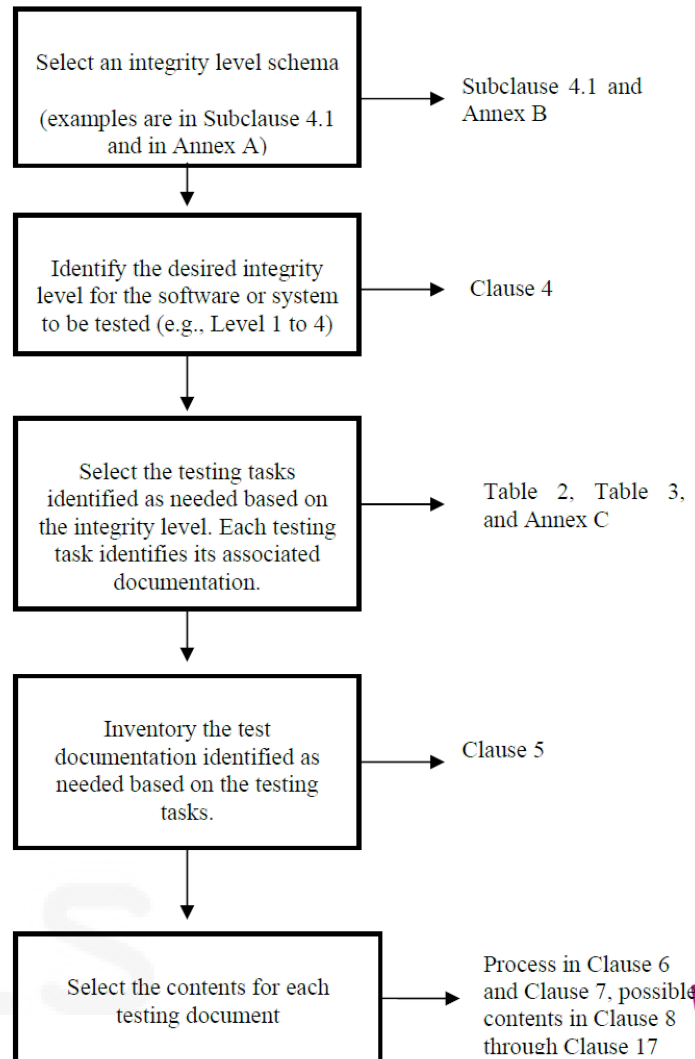 Select an integrity level schema
(examples are in Subclause 4.1
and in Annex A)
Subclause 4.1 and
Annex B
Identify the desired integrity
level for the software or system
to be tested (e.g., Level 1 to 4)
Clause 4
Select the testing tasks
identified as needed based on
the integrity level. Each testing
task identifies its associated
documentation.
Table 2, Table 3,
and Annex C
Inventory the test
documentation identified as
needed based on the testing
tasks.
Clause 5
Select the contents for each
testing document
Process in Clause 6
and Clause 7, possible
contents in Clause 8
through Clause 17